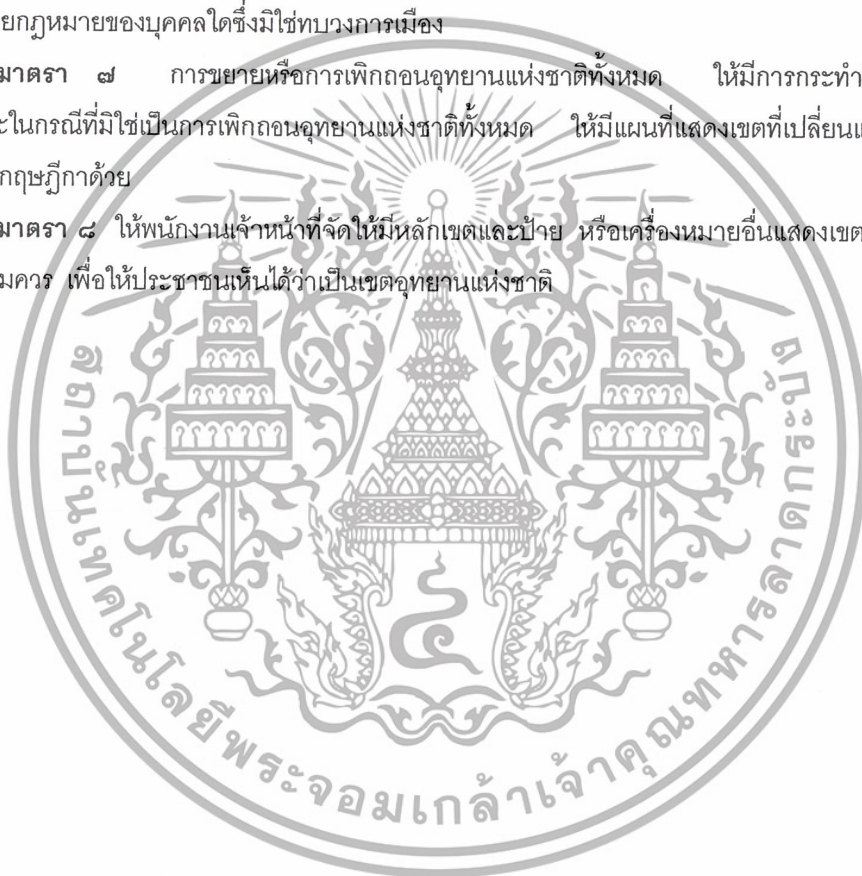 ยกฎหมายของบุคคลใดซึ่งมิใช่ทบวงการเมือง
มาตรา ๗ การขยายหรือการเพิกถอนอุทยานแห่งชาติทั้งหมด ให้มีการกระทำ
ะในกรณีที่มิใช่เป็นการเพิกถอนอุทยานแห่งชาติทั้งหมด ให้มีแผนที่แสดงเขตที่เปลี่ยนแ
กฤษฎีกาด้วย
มาตรา ๘ ให้พนักงานเจ้าหน้าที่จัดให้มีหลักเขตและป้าย หรือเครื่องหมายอื่นแสดงเขต
มควร เพื่อให้ประชาชนเห็นได้ว่าเป็นเขตอุทยานแห่งชาติ
สถาบันเทคโนโลยีพระจอมเกล้าเจ้าคุณทหารลาดกระบัง
๔